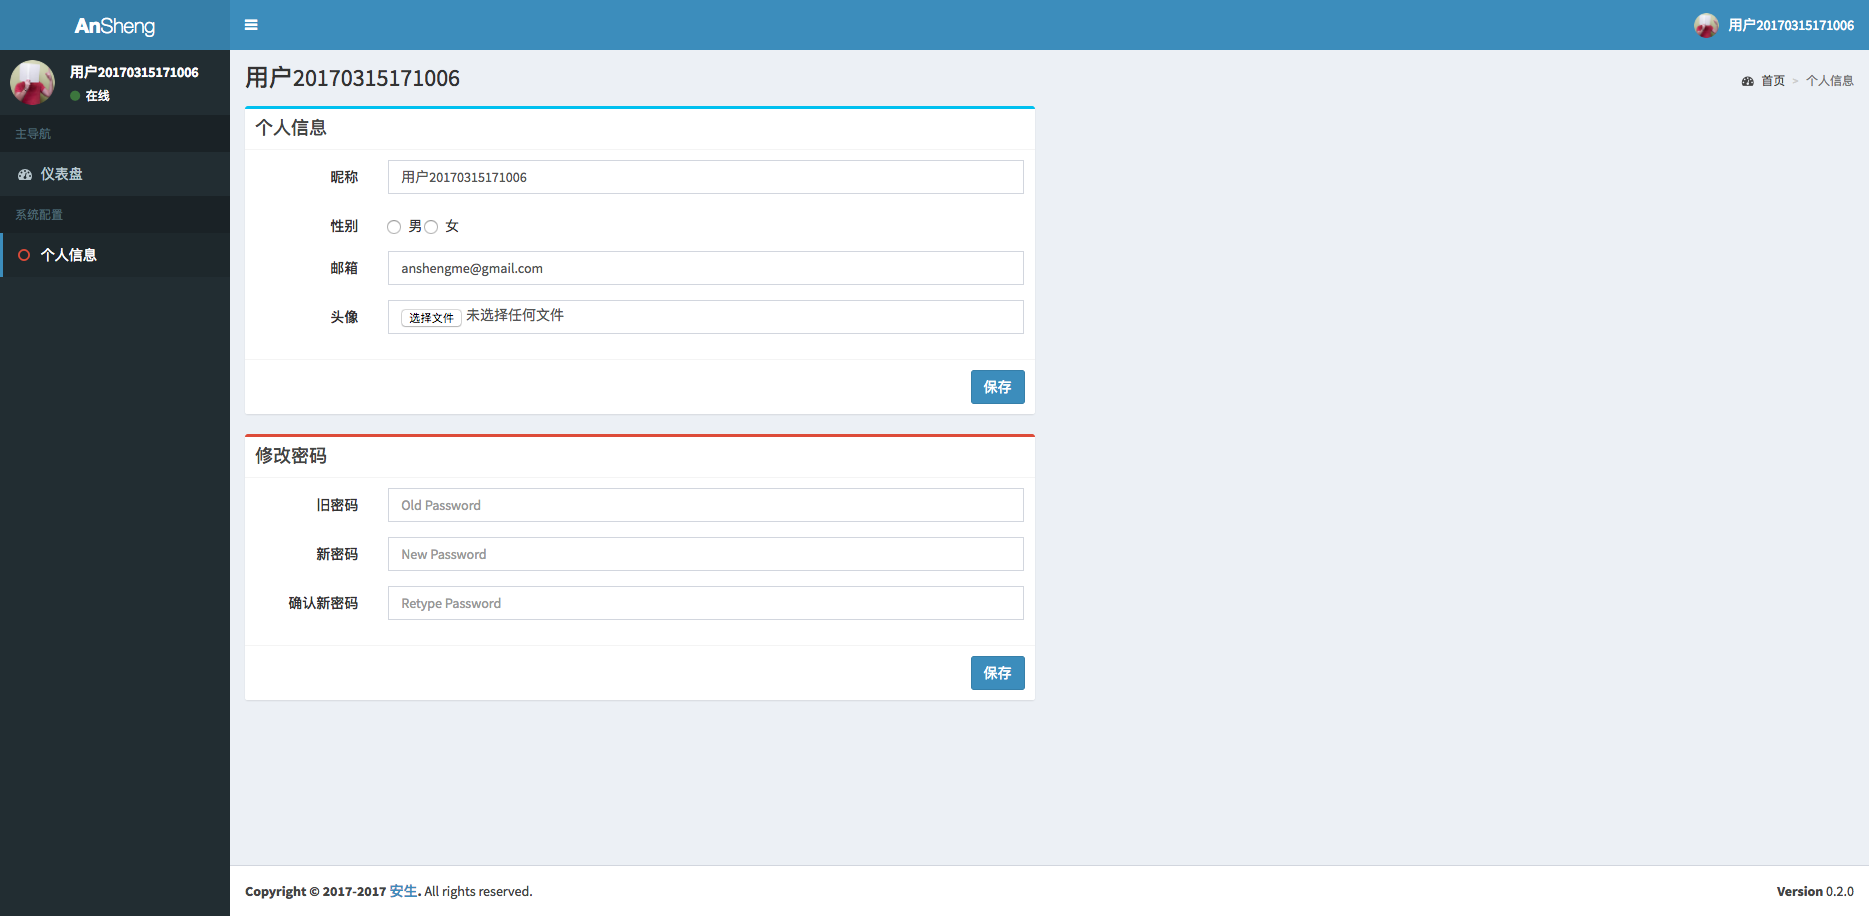 AnSheng
用户20170315171006
用户20170315171006
在线
主导航
仪表盘
系统配置
个人信息
用户20170315171006
首页 > 个人信息
个人信息
昵称 用户20170315171006
性别 男 女
邮箱 anshengme@gmail.com
头像 选择文件 未选择任何文件
保存
修改密码
旧密码 Old Password
新密码 New Password
确认新密码 Retype Password
保存
Copyright © 2017-2017 安生. All rights reserved.
Version 0.2.0